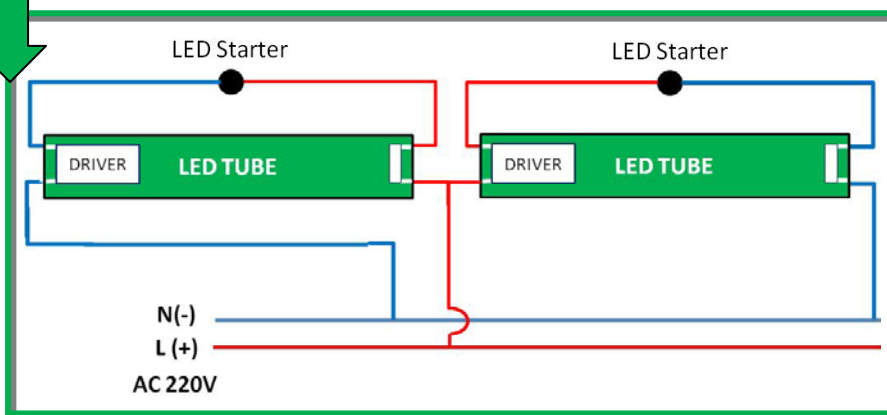 LED Starter
LED Starter
DRIVER
LED TUBE
DRIVER
LED TUBE
N(-)
L (+)
AC 220V